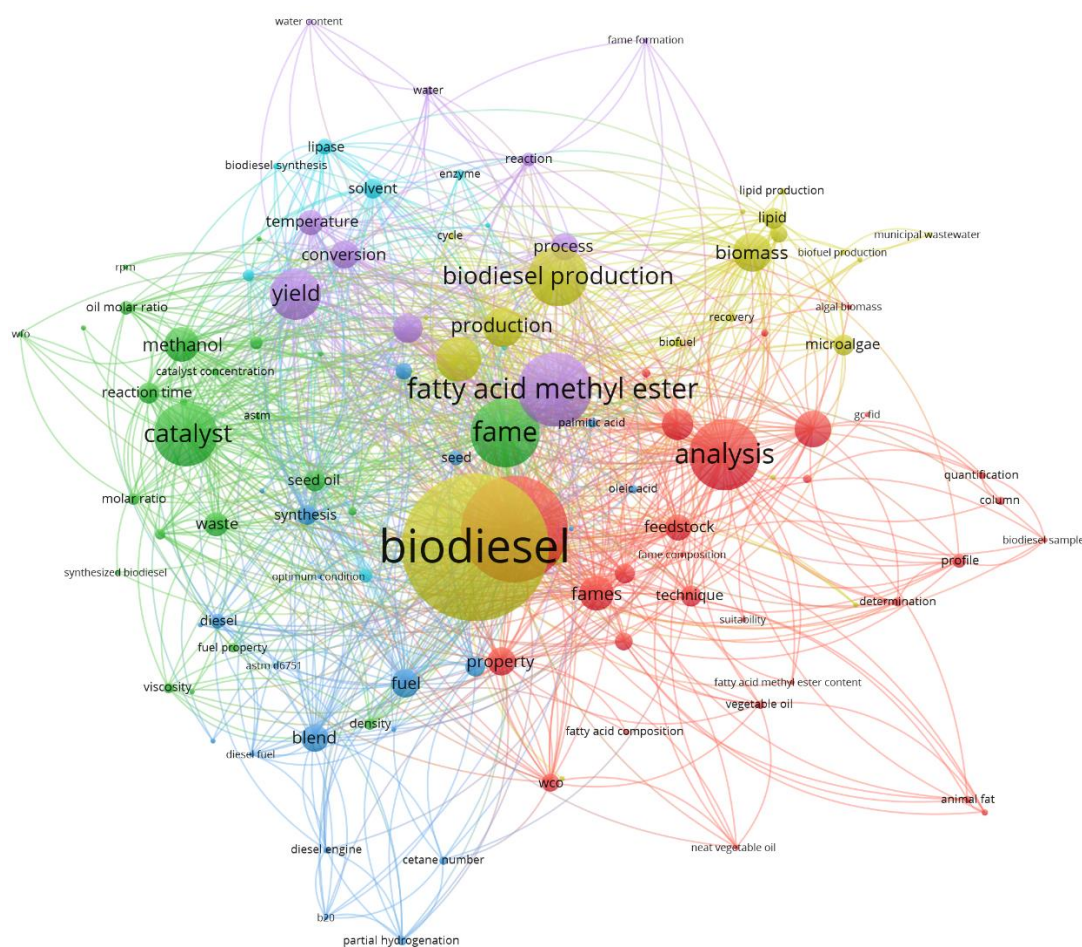 water content
fame formation
water
lipase
biodiesel synthesis
enzyme
reaction
solvent
lipid production
temperature
lipid
cycle
municipal wastewater
process
conversion
biomass
biofuel production
rpm
biodiesel production
yield
oil molar ratio
algal biomass
recovery
production
wfo
methanol
biofuel
microalgae
catalyst concentration
reaction time
fatty acid methyl ester
astm
palmitic acid
gc fid
catalyst
fame
analysis
seed
quantification
seed oil
oleic acid
molar ratio
column
synthesis
waste
feedstock
biodiesel sample
biodiesel
fame composition
profile
synthesized biodiesel
optimum condition
fames
technique
determination
diesel
suitability
fuel property
astm d6751
property
viscosity
fuel
fatty acid methyl ester content
vegetable oil
density
blend
fatty acid composition
diesel fuel
wco
animal fat
diesel engine
neat vegetable oil
cetane number
b20
partial hydrogenation